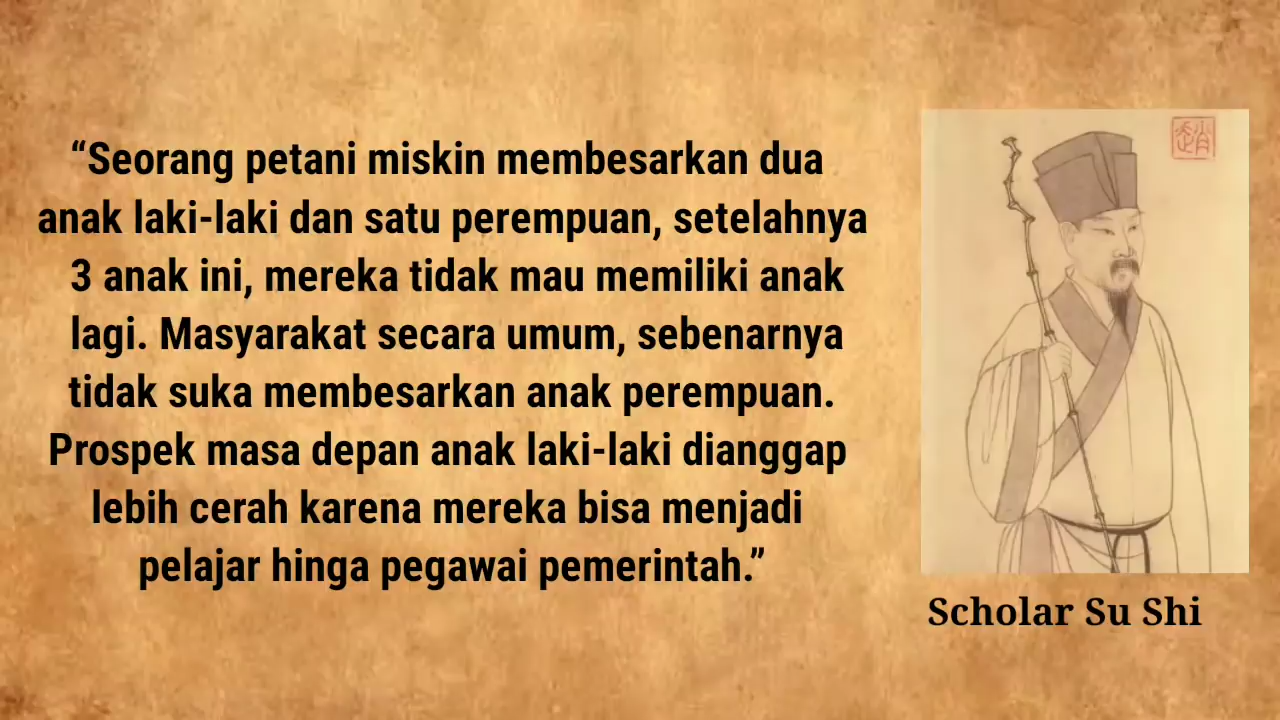 “Seorang petani miskin membesarkan dua
anak laki-laki dan satu perempuan, setelahnya
3 anak ini, mereka tidak mau memiliki anak
lagi. Masyarakat secara umum, sebenarnya
tidak suka membesarkan anak perempuan.
Prospek masa depan anak laki-laki dianggap
lebih cerah karena mereka bisa menjadi
pelajar hinga pegawai pemerintah.”
Scholar Su Shi